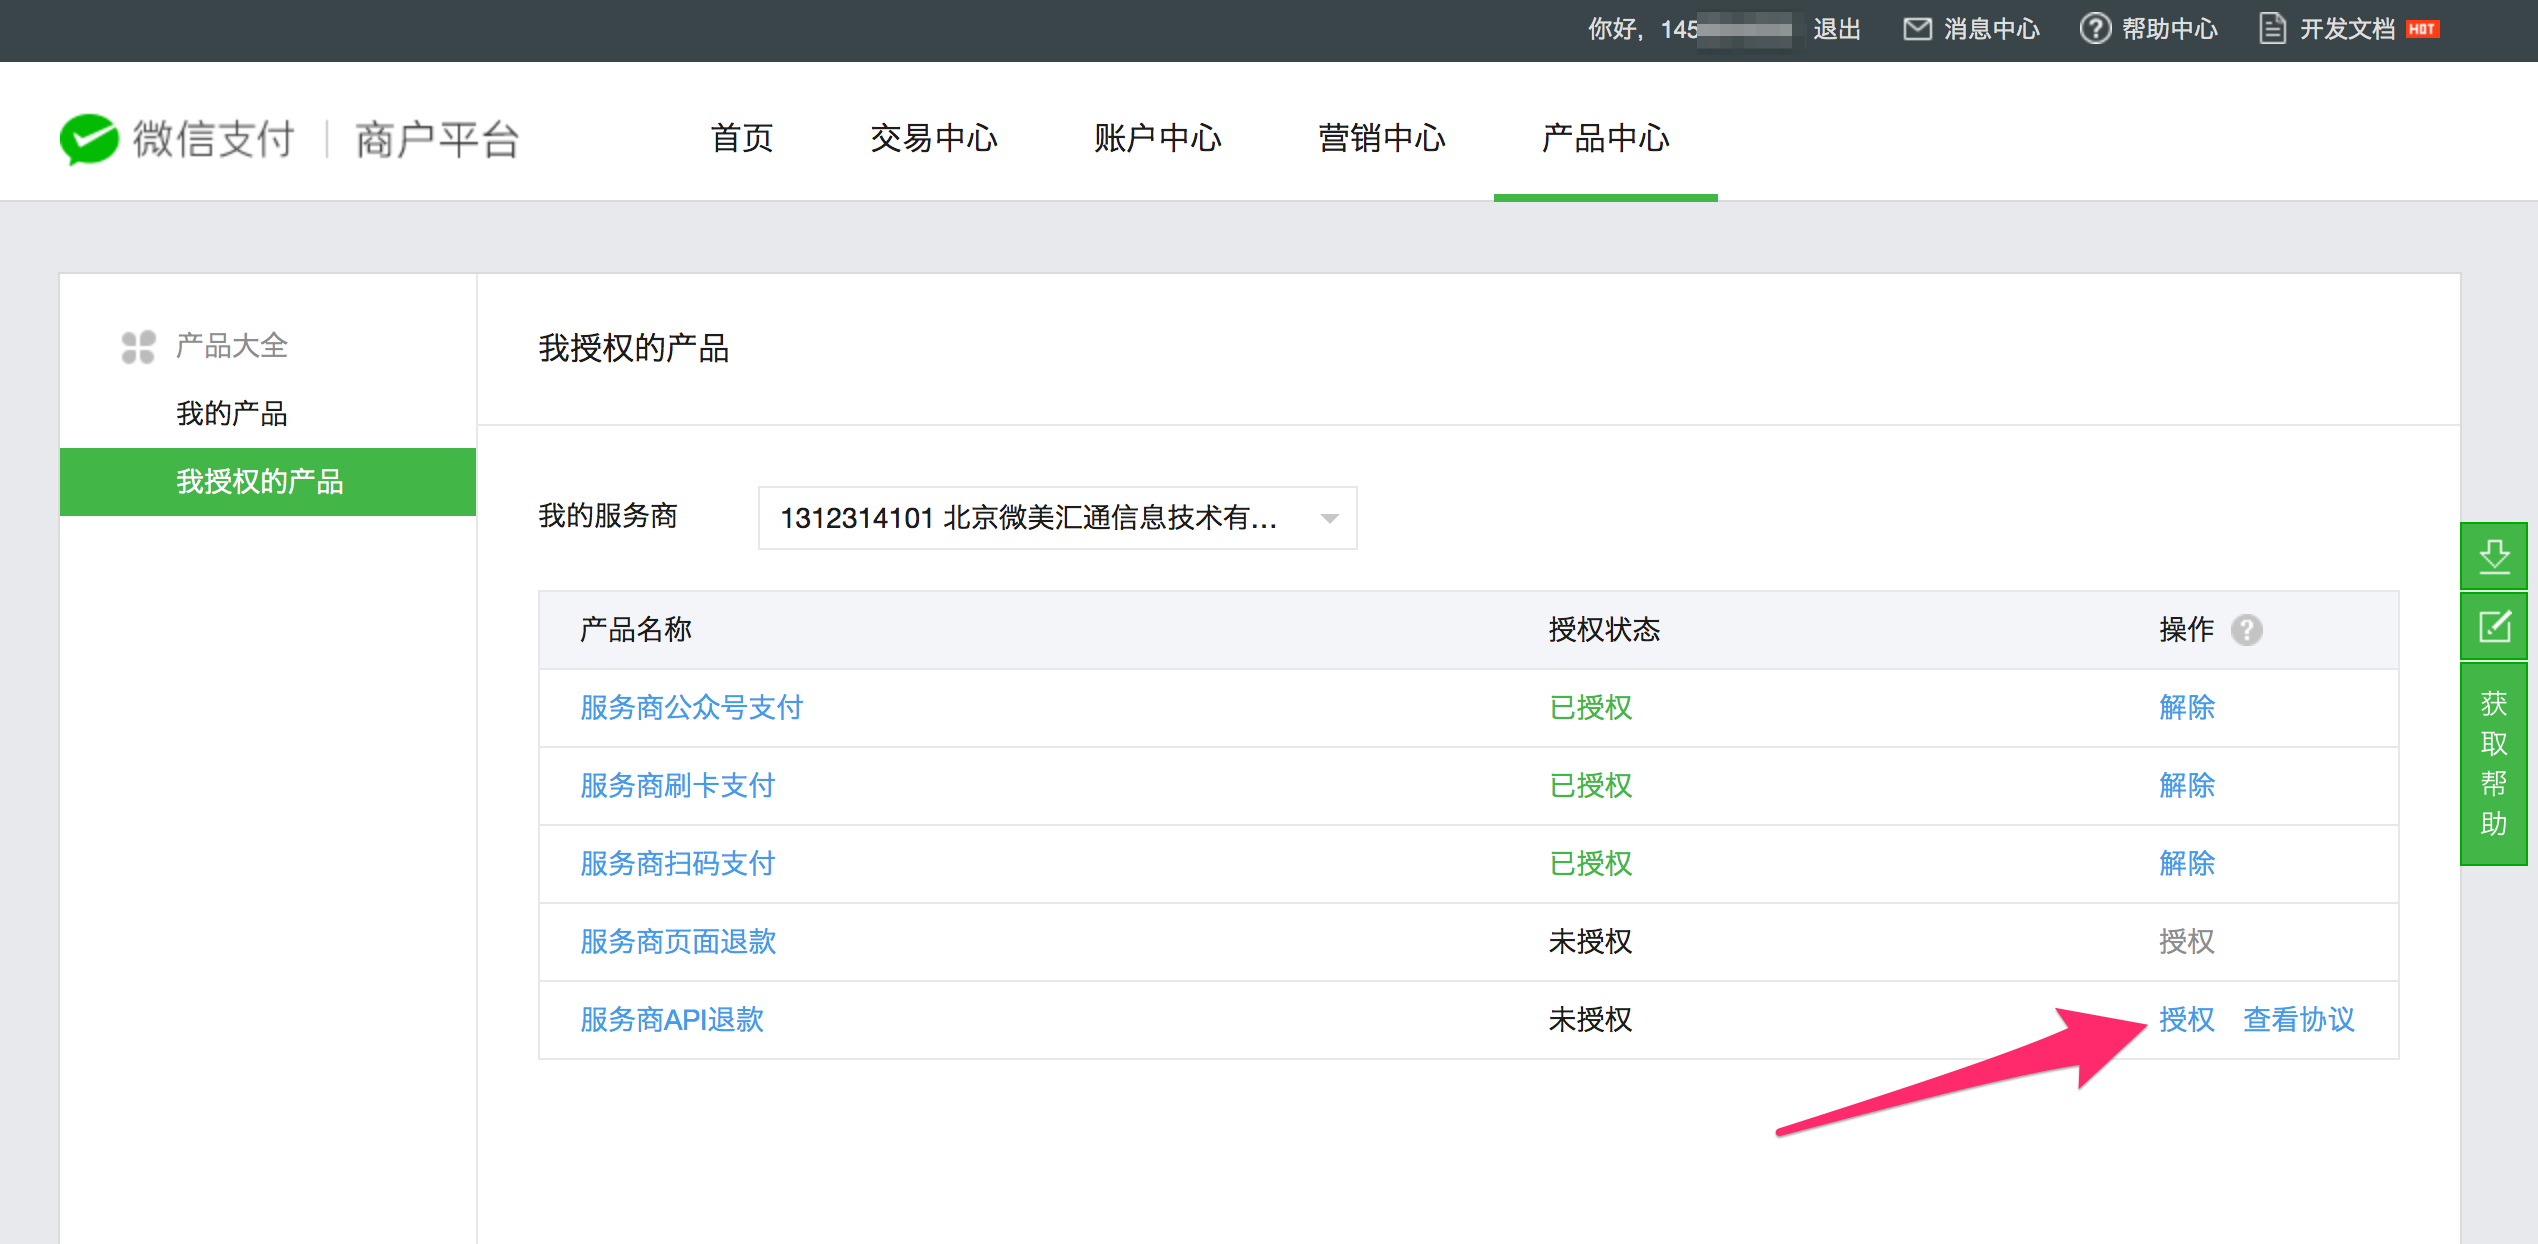 你好，145 退出 消息中心 帮助中心 开发文档 HOT
微信支付 商户平台 首页 交易中心 账户中心 营销中心 产品中心
产品大全
我的产品
我授权的产品
我授权的产品
我的服务商 1312314101 北京微美汇通信息技术有...
产品名称 授权状态 操作 ?
服务商公众号支付 已授权 解除
服务商刷卡支付 已授权 解除
服务商扫码支付 已授权 解除
服务商页面退款 未授权 授权
服务商API退款 未授权 授权 查看协议
获
取
帮
助